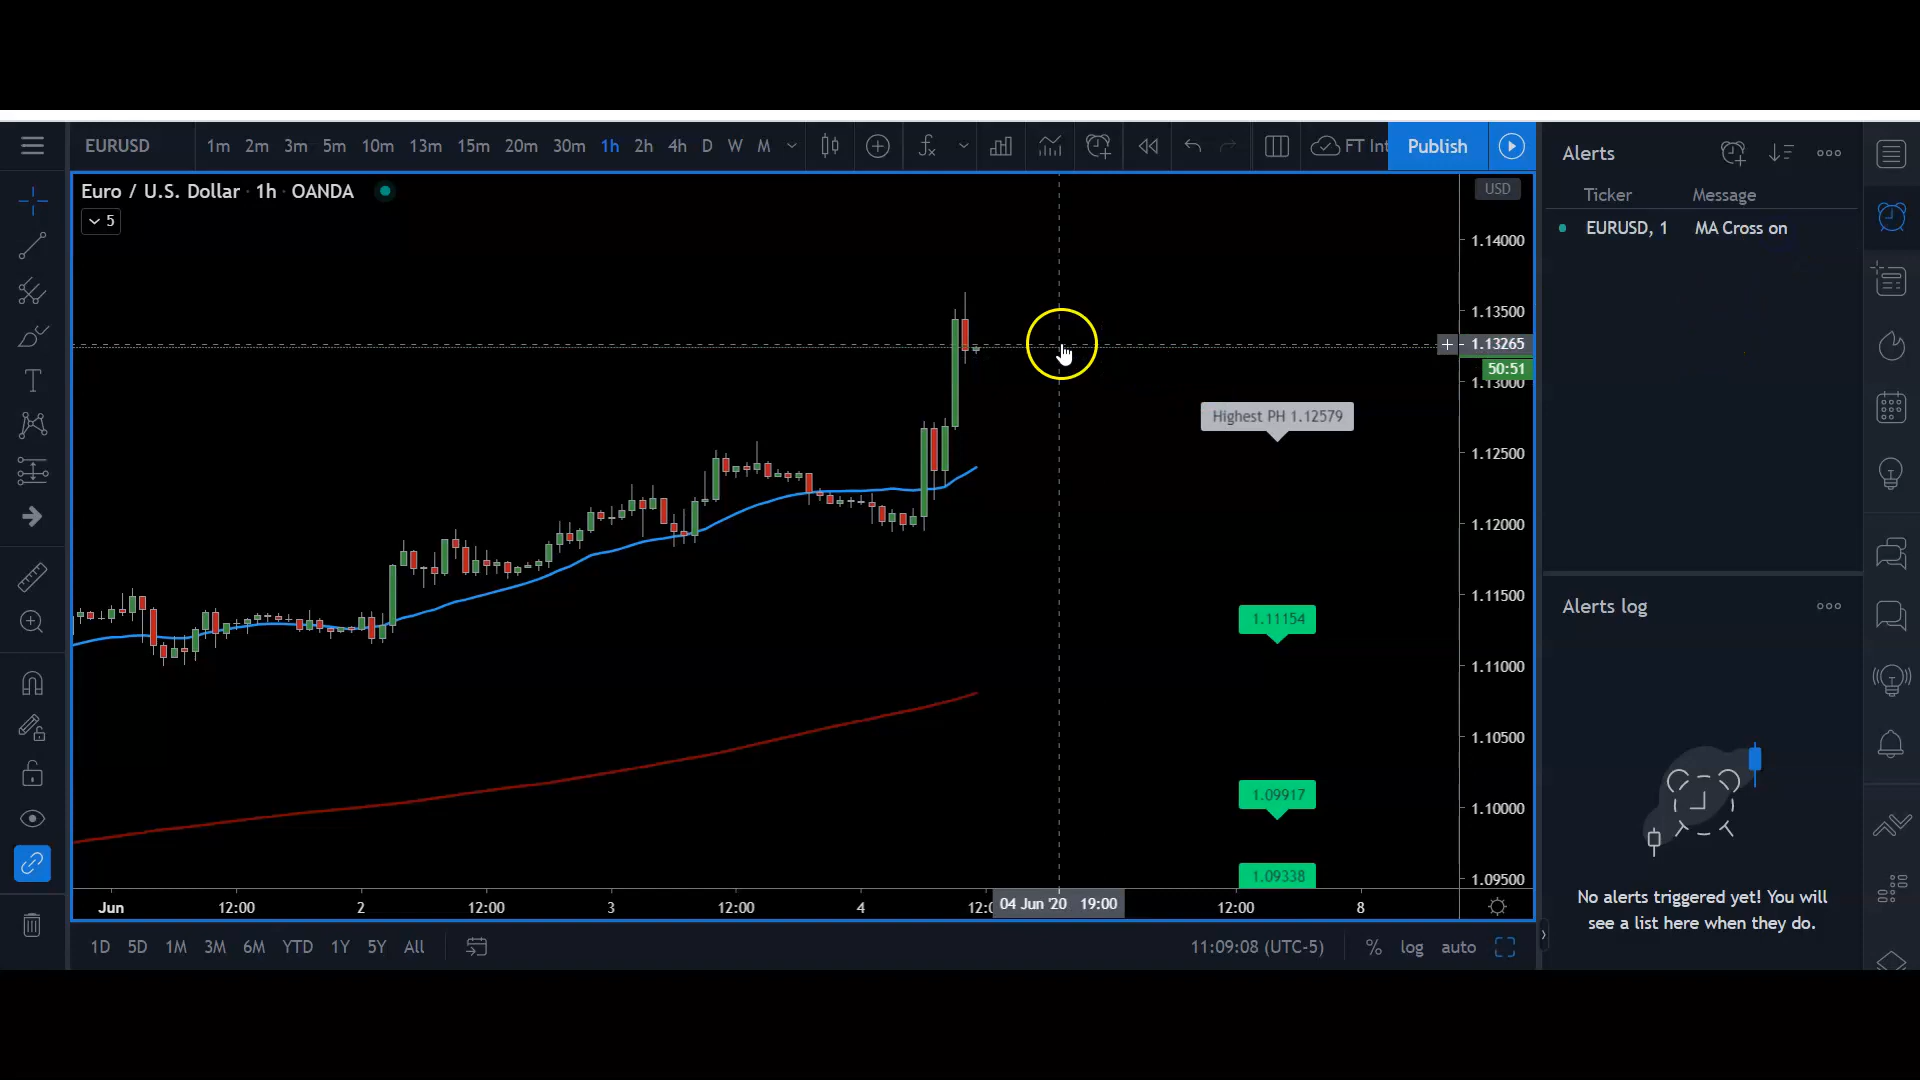 EURUSD 1m 2m 3m 5m 10m 13m 15m 20m 30m 1h 2h 4h D W M FT Int Publish
Euro / U.S. Dollar · 1h · OANDA
5
USD
1.14000
1.13500
1.13265
50:51
1.13000
1.12500
1.12000
1.11500
1.11000
1.10500
1.10000
1.09500
Highest PH 1.12579
1.11154
1.09917
1.09338
Jun 12:00 2 12:00 3 12:00 4 12:0 04 Jun '20 19:00 12:00 8
1D 5D 1M 3M 6M YTD 1Y 5Y All 11:09:08 (UTC-5) % log auto
Alerts
Ticker Message
EURUSD, 1 MA Cross on
Alerts log
No alerts triggered yet! You will
see a list here when they do.